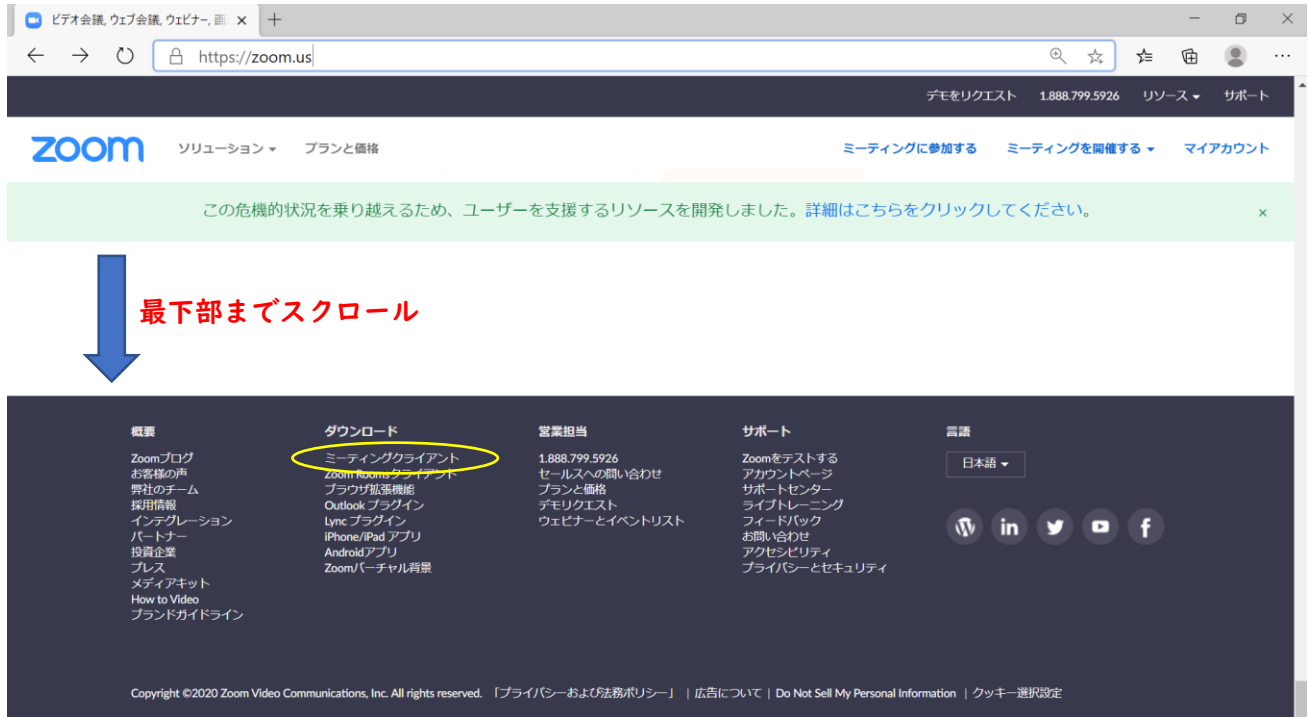 ビデオ会議, ウェブ会議, ウェビナー, 画
https://zoom.us
デモをリクエスト 1.888.799.5926 リソース サポート
zoom ソリューション プランと価格 ミーティングに参加する ミーティングを開催する マイアカウント
この危機的状況を乗り越えるため、ユーザーを支援するリソースを開発しました。詳細はこちらをクリックしてください。 ×
最下部までスクロール
概要
Zoomブログ
お客様の声
弊社のチーム
採用情報
インテグレーション
パートナー
投資企業
プレス
メディアキット
How to Video
ブランドガイドライン
ダウンロード
ミーティングクライアント
Zoom Roomsクライアント
ブラウザ拡張機能
Outlook プラグイン
Lync プラグイン
iPhone/iPad アプリ
Androidアプリ
Zoomバーチャル背景
営業担当
1.888.799.5926
セールスへの問い合わせ
プランと価格
デモリクエスト
ウェビナーとイベントリスト
サポート
Zoomをテストする
アカウントページ
サポートセンター
ライブトレーニング
フィードバック
お問い合わせ
アクセシビリティ
プライバシーとセキュリティ
言語
日本語
in f
Copyright ©2020 Zoom Video Communications, Inc. All rights reserved. 「プライバシーおよび法務ポリシー」 | 広告について | Do Not Sell My Personal Information | クッキー選択設定